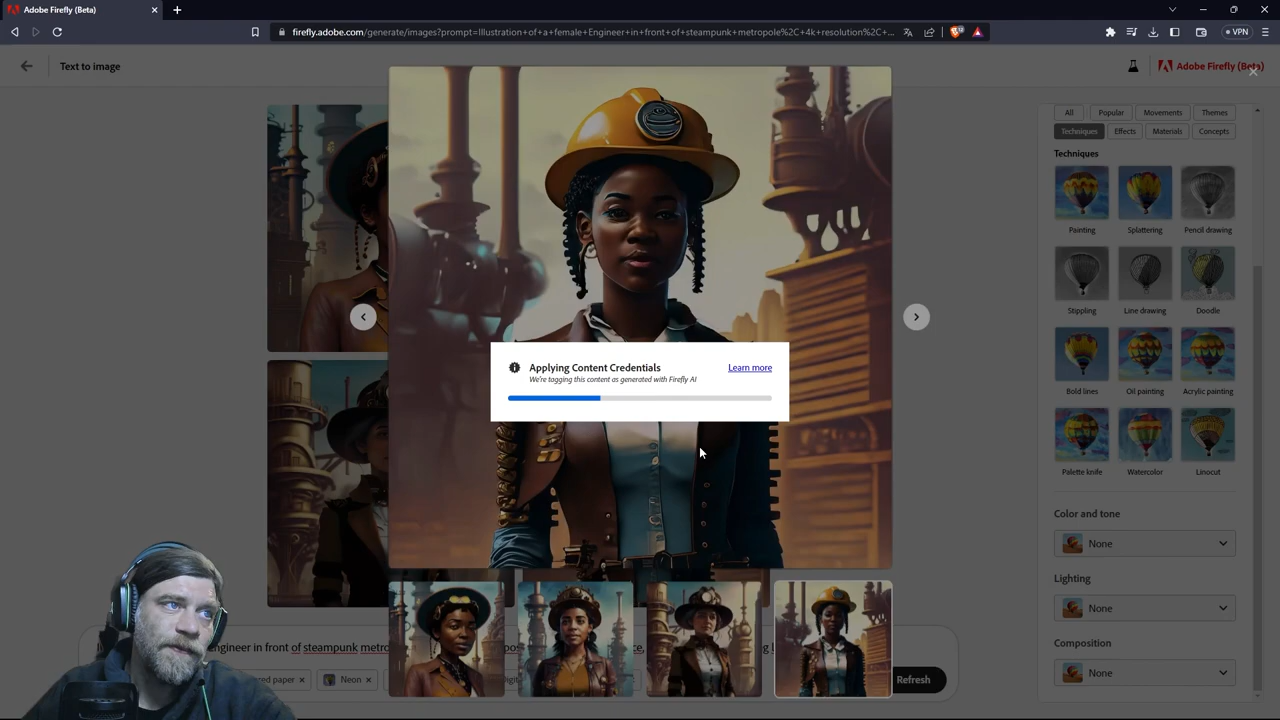 Adobe Firefly (Beta)
firefly.adobe.com/generate/images?prompt=Illustration+of+a+female+Engineer+in+front+of+steampunk+metropole%2C+4k+resolution%2C+...
VPN
Text to image
Adobe Firefly (Beta)
All
Popular
Movements
Themes
Techniques
Effects
Materials
Concepts
Techniques
Painting
Splattering
Pencil drawing
Stippling
Line drawing
Doodle
Bold lines
Oil painting
Acrylic painting
Palette knife
Watercolor
Linocut
Applying Content Credentials
Learn more
We're tagging this content as generated with Firefly AI
Color and tone
None
Lighting
None
Composition
None
Engineer in front of steampunk
Neon
Refresh